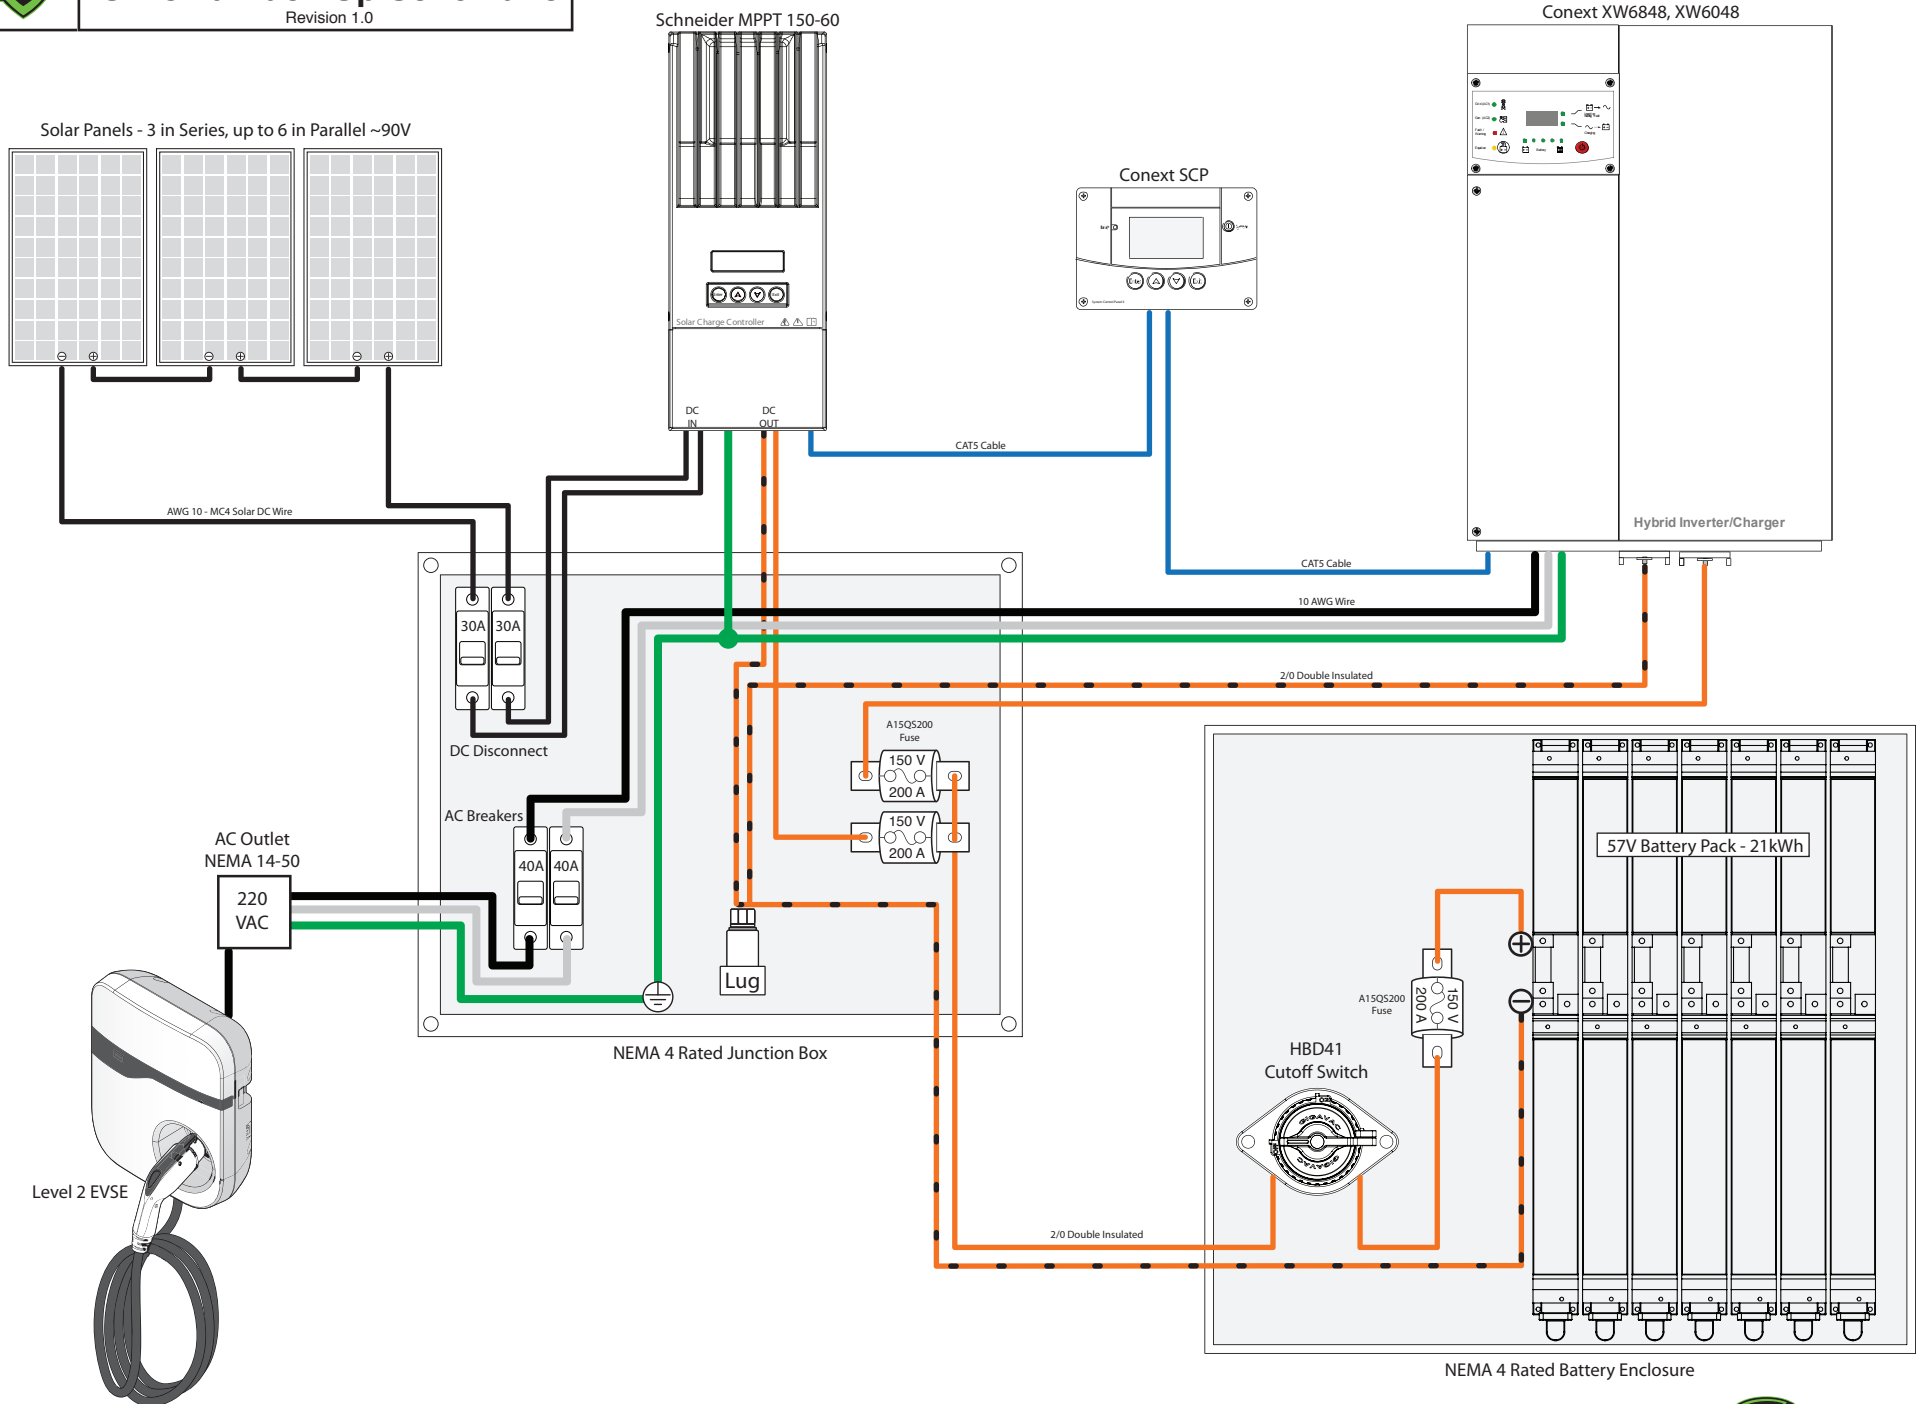 Revision 1.0
Schneider MPPT 150-60
Conext XW6848, XW6048
Solar Panels - 3 in Series, up to 6 in Parallel ~90V
Conext SCP
Solar Charge Controller
DC
IN
DC
OUT
CAT5 Cable
AWG 10 - MC4 Solar DC Wire
Hybrid Inverter/Charger
CAT5 Cable
10 AWG Wire
30A
30A
2/0 Double Insulated
DC Disconnect
A15QS200
Fuse
150 V
200 A
150 V
200 A
AC Breakers
40A
40A
AC Outlet
NEMA 14-50
220
VAC
57V Battery Pack - 21kWh
Lug
NEMA 4 Rated Junction Box
A15QS200
Fuse
150 V
200 A
HBD41
Cutoff Switch
GIGAVAC
GIGAVAC
Level 2 EVSE
2/0 Double Insulated
NEMA 4 Rated Battery Enclosure